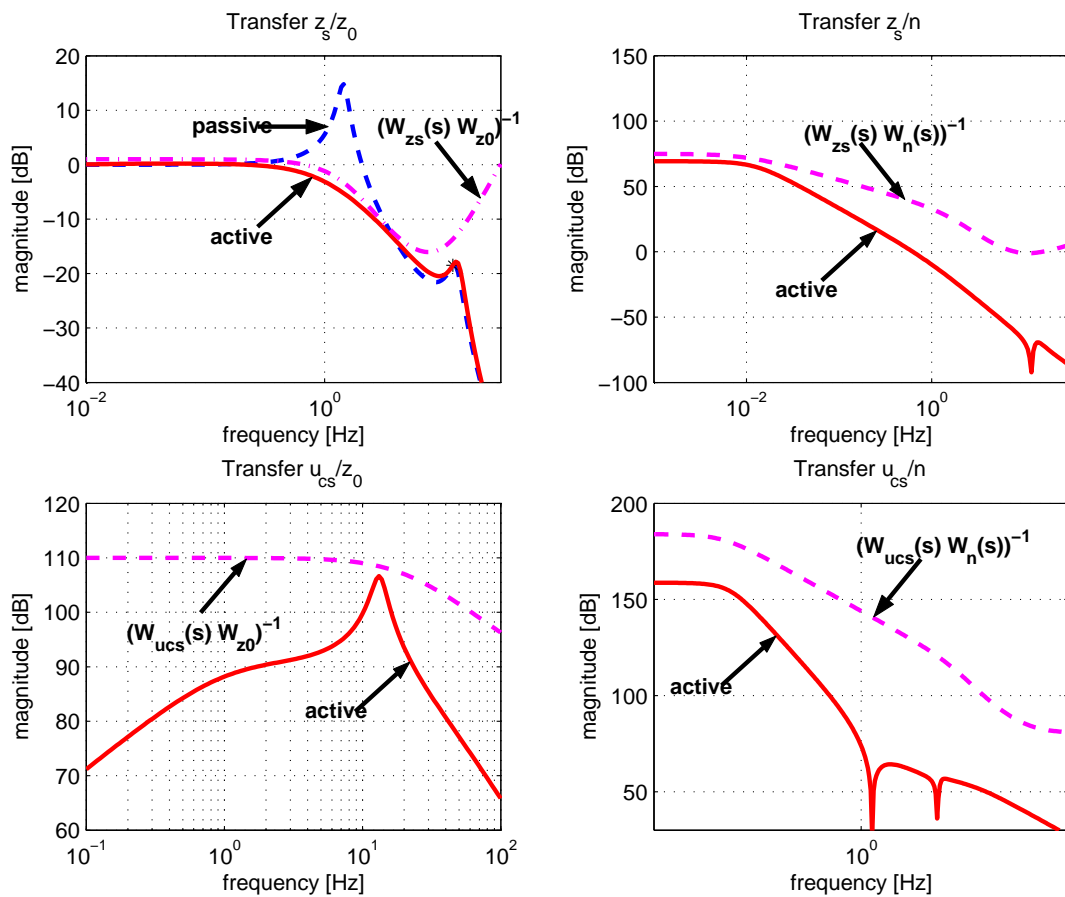 Transfer z_s/z_0
magnitude [dB]
20
10
0
−10
−20
−30
−40
10^−2
10^0
frequency [Hz]
passive
(W_zs(s) W_z0)^−1
active
Transfer z_s/n
magnitude [dB]
150
100
50
0
−50
−100
10^−2
10^0
frequency [Hz]
(W_zs(s) W_n(s))^−1
active
Transfer u_cs/z_0
magnitude [dB]
120
110
100
90
80
70
60
10^−1
10^0
10^1
10^2
frequency [Hz]
(W_ucs(s) W_z0)^−1
active
Transfer u_cs/n
magnitude [dB]
200
150
100
50
10^0
frequency [Hz]
(W_ucs(s) W_n(s))^−1
active